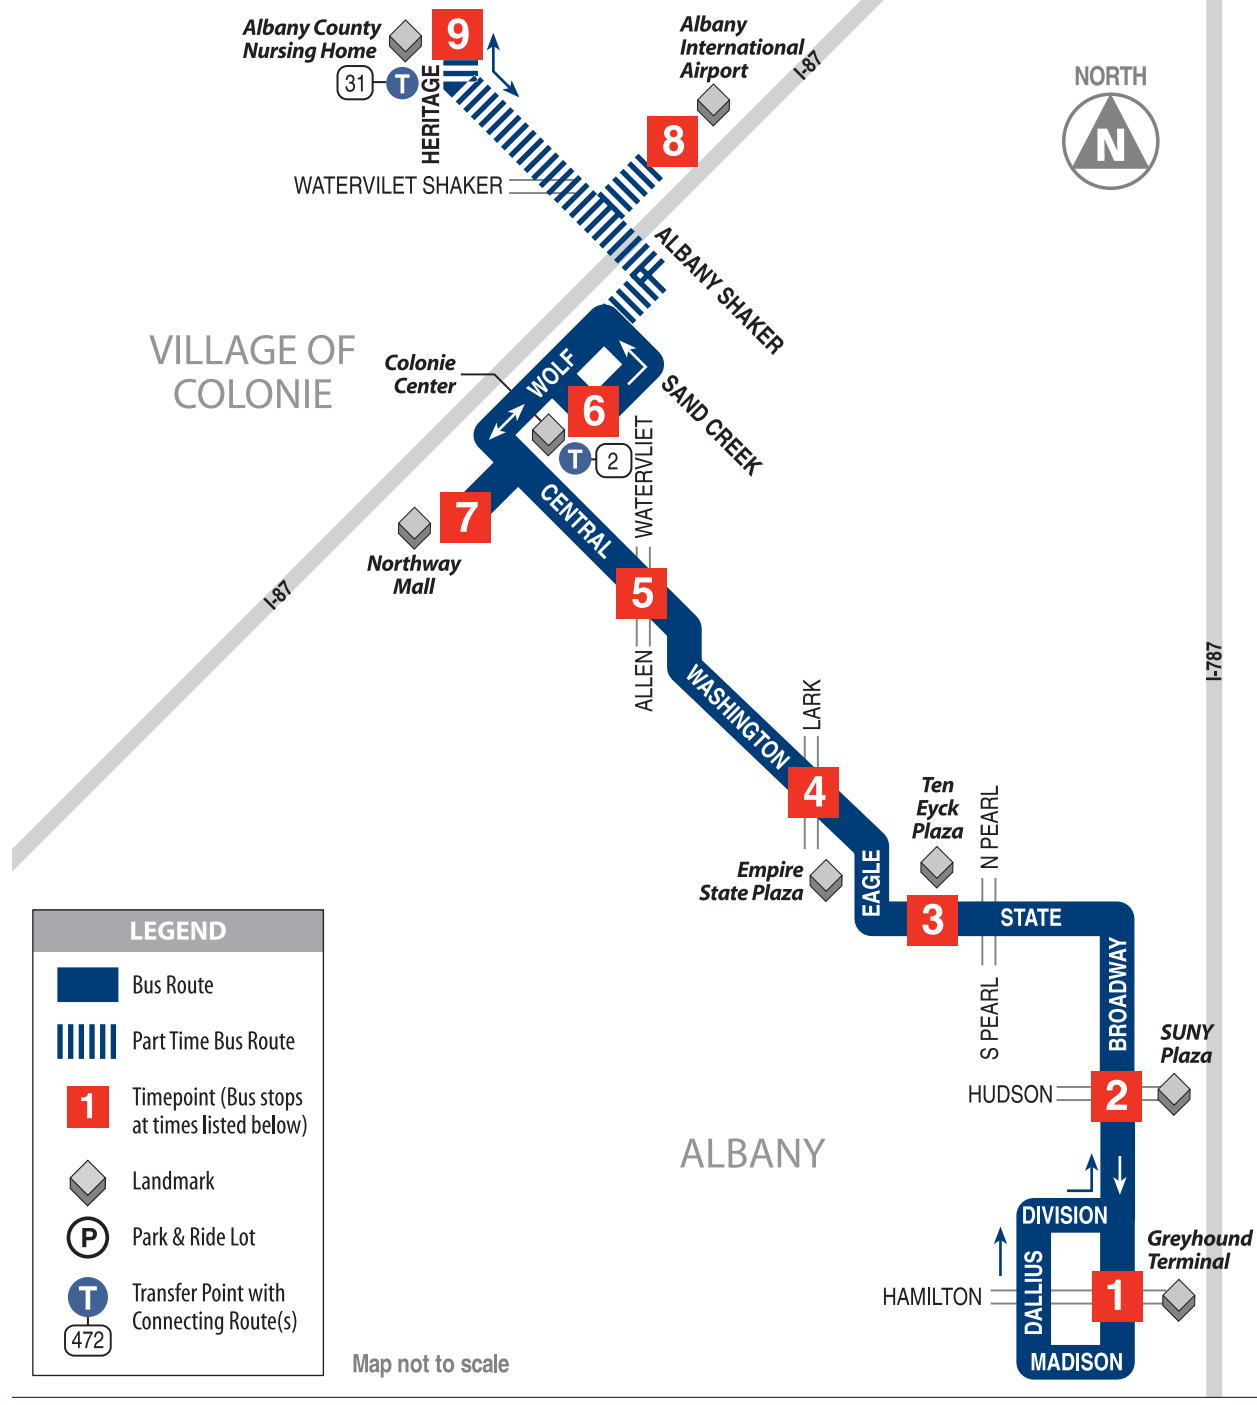 Albany County
Nursing Home
9
31
T
HERITAGE
Albany
International
Airport
8
I-87
NORTH
N
WATERVILET SHAKER
ALBANY SHAKER
VILLAGE OF
COLONIE
Colonie
Center
WOLF
6
SAND CREEK
T
2
WATERVLIET
7
CENTRAL
Northway
Mall
I-87
5
ALLEN
WASHINGTON
LARK
I-787
4
Ten
Eyck
Plaza
N PEARL
Empire
State Plaza
EAGLE
3
STATE
S PEARL
BROADWAY
SUNY
Plaza
HUDSON
2
ALBANY
DIVISION
Greyhound
Terminal
HAMILTON
DALLIUS
1
MADISON
LEGEND
Bus Route
Part Time Bus Route
1
Timepoint (Bus stops
at times listed below)
Landmark
P
Park & Ride Lot
T
472
Transfer Point with
Connecting Route(s)
Map not to scale